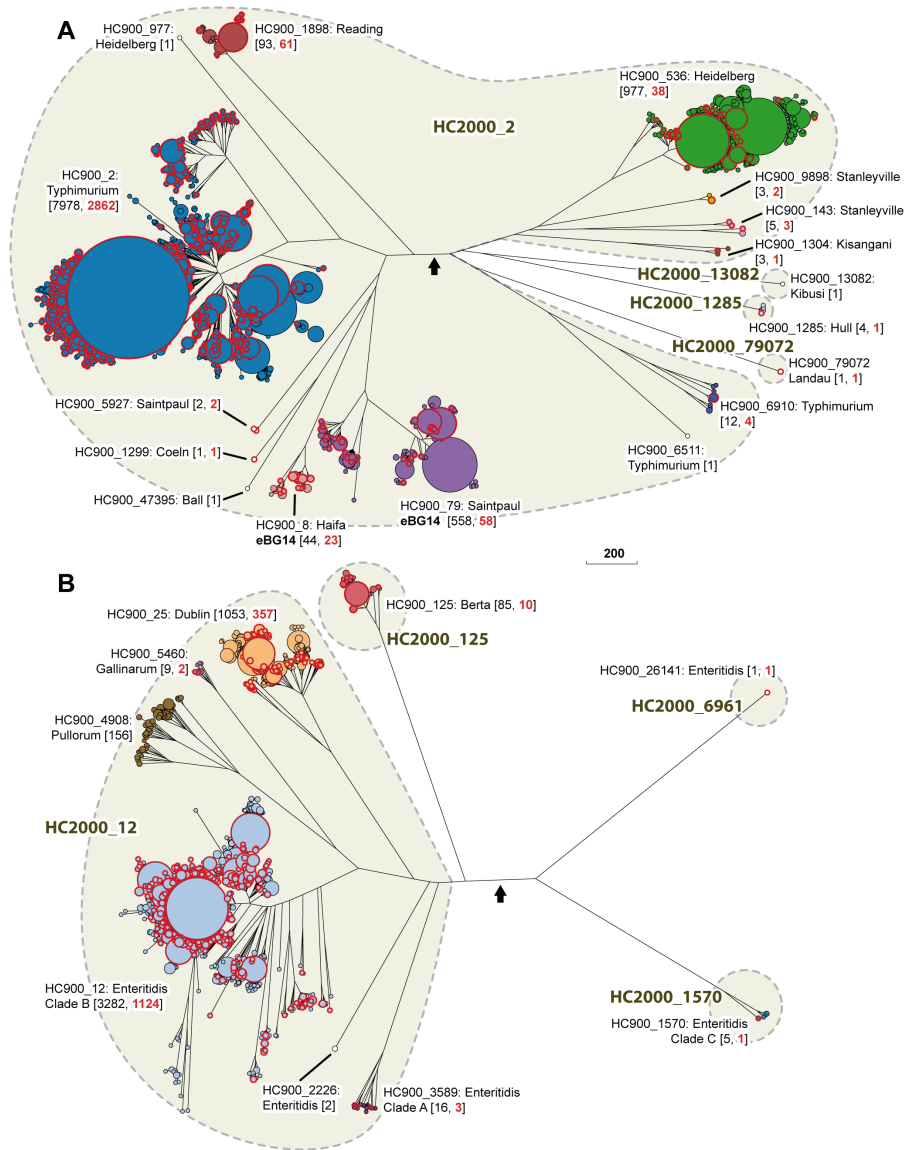 A
HC900_977:
Heidelberg [1]
HC900_1898: Reading
[93, 61]
HC900_536: Heidelberg
[977, 38]
HC2000_2
HC900_2:
Typhimurium
[7978, 2862]
HC900_9898: Stanleyville
[3, 2]
HC900_143: Stanleyville
[5, 3]
HC900_1304: Kisangani
[3, 1]
HC2000_13082
HC900_13082:
Kibusi [1]
HC2000_1285
HC900_1285: Hull [4, 1]
HC2000_79072
HC900_79072
Landau [1, 1]
HC900_5927: Saintpaul [2, 2]
HC900_6910: Typhimurium
[12, 4]
HC900_1299: Coeln [1, 1]
HC900_6511:
Typhimurium [1]
HC900_47395: Ball [1]
HC900_79: Saintpaul
eBG14 [558, 58]
HC900_8: Haifa
eBG14 [44, 23]
200
B
HC900_25: Dublin [1053, 357]
HC900_125: Berta [85, 10]
HC2000_125
HC900_5460:
Gallinarum [9, 2]
HC900_26141: Enteritidis [1, 1]
HC2000_6961
HC900_4908:
Pullorum [156]
HC2000_12
HC900_12: Enteritidis
Clade B [3282, 1124]
HC2000_1570
HC900_1570: Enteritidis
Clade C [5, 1]
HC900_2226:
Enteritidis [2]
HC900_3589: Enteritidis
Clade A [16, 3]